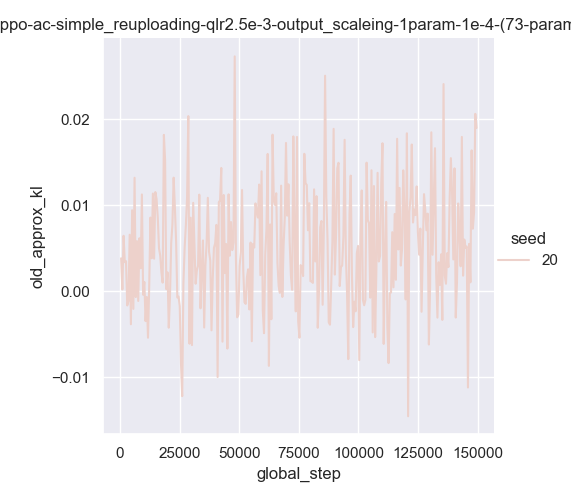 ppo-ac-simple_reuploading-qlr2.5e-3-output_scaleing-1param-1e-4-(73-param
0.02
0.01
0.00
−0.01
old_approx_kl
0 25000 50000 75000 100000 125000 150000
global_step
seed
20